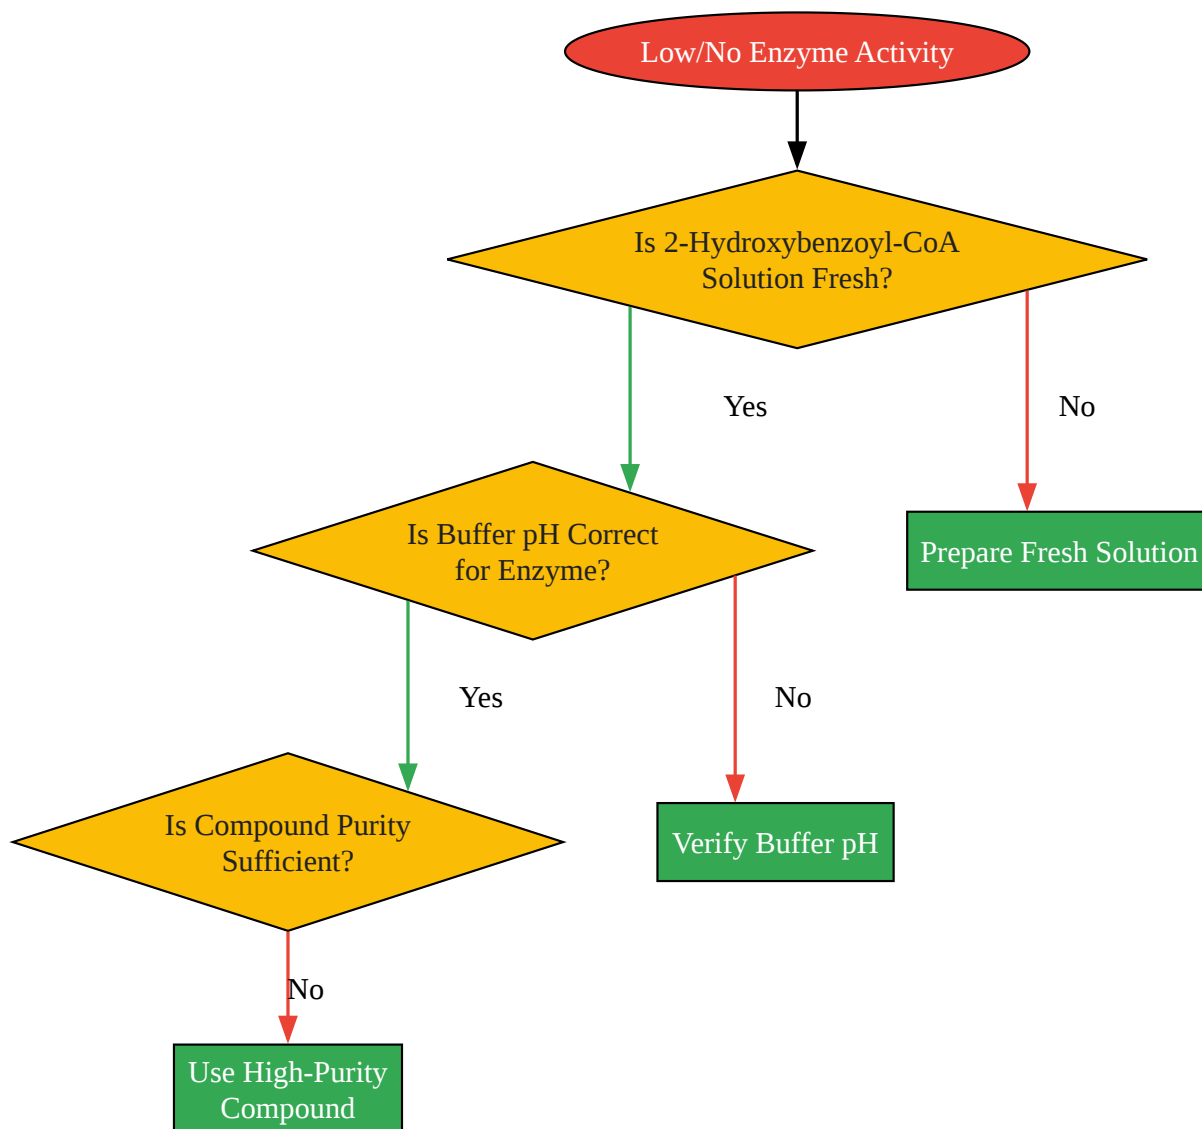 Low/No Enzyme Activity
Is 2-Hydroxybenzoyl-CoA
Solution Fresh?
Yes
No
Is Buffer pH Correct
for Enzyme?
Prepare Fresh Solution
Yes
No
Is Compound Purity
Sufficient?
Verify Buffer pH
No
Use High-Purity
Compound